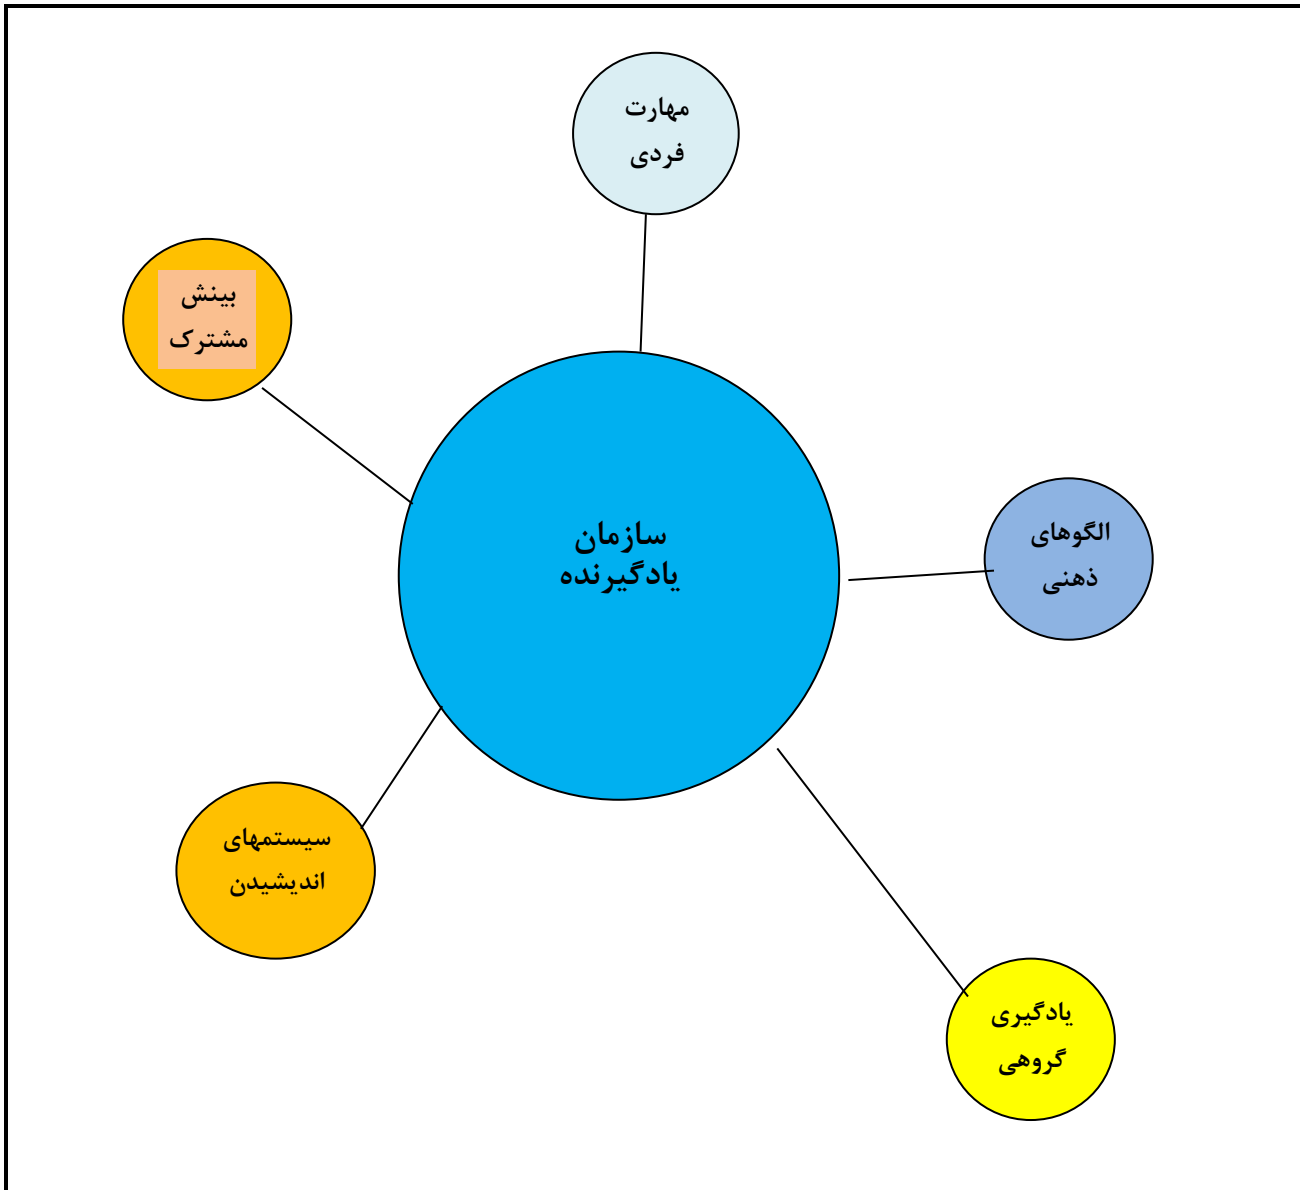 مهارت
فردی
بینش
مشترک
سازمان
یادگیرنده
الگوهای
ذهنی
سیستمهای
اندیشیدن
یادگیری
گروهی